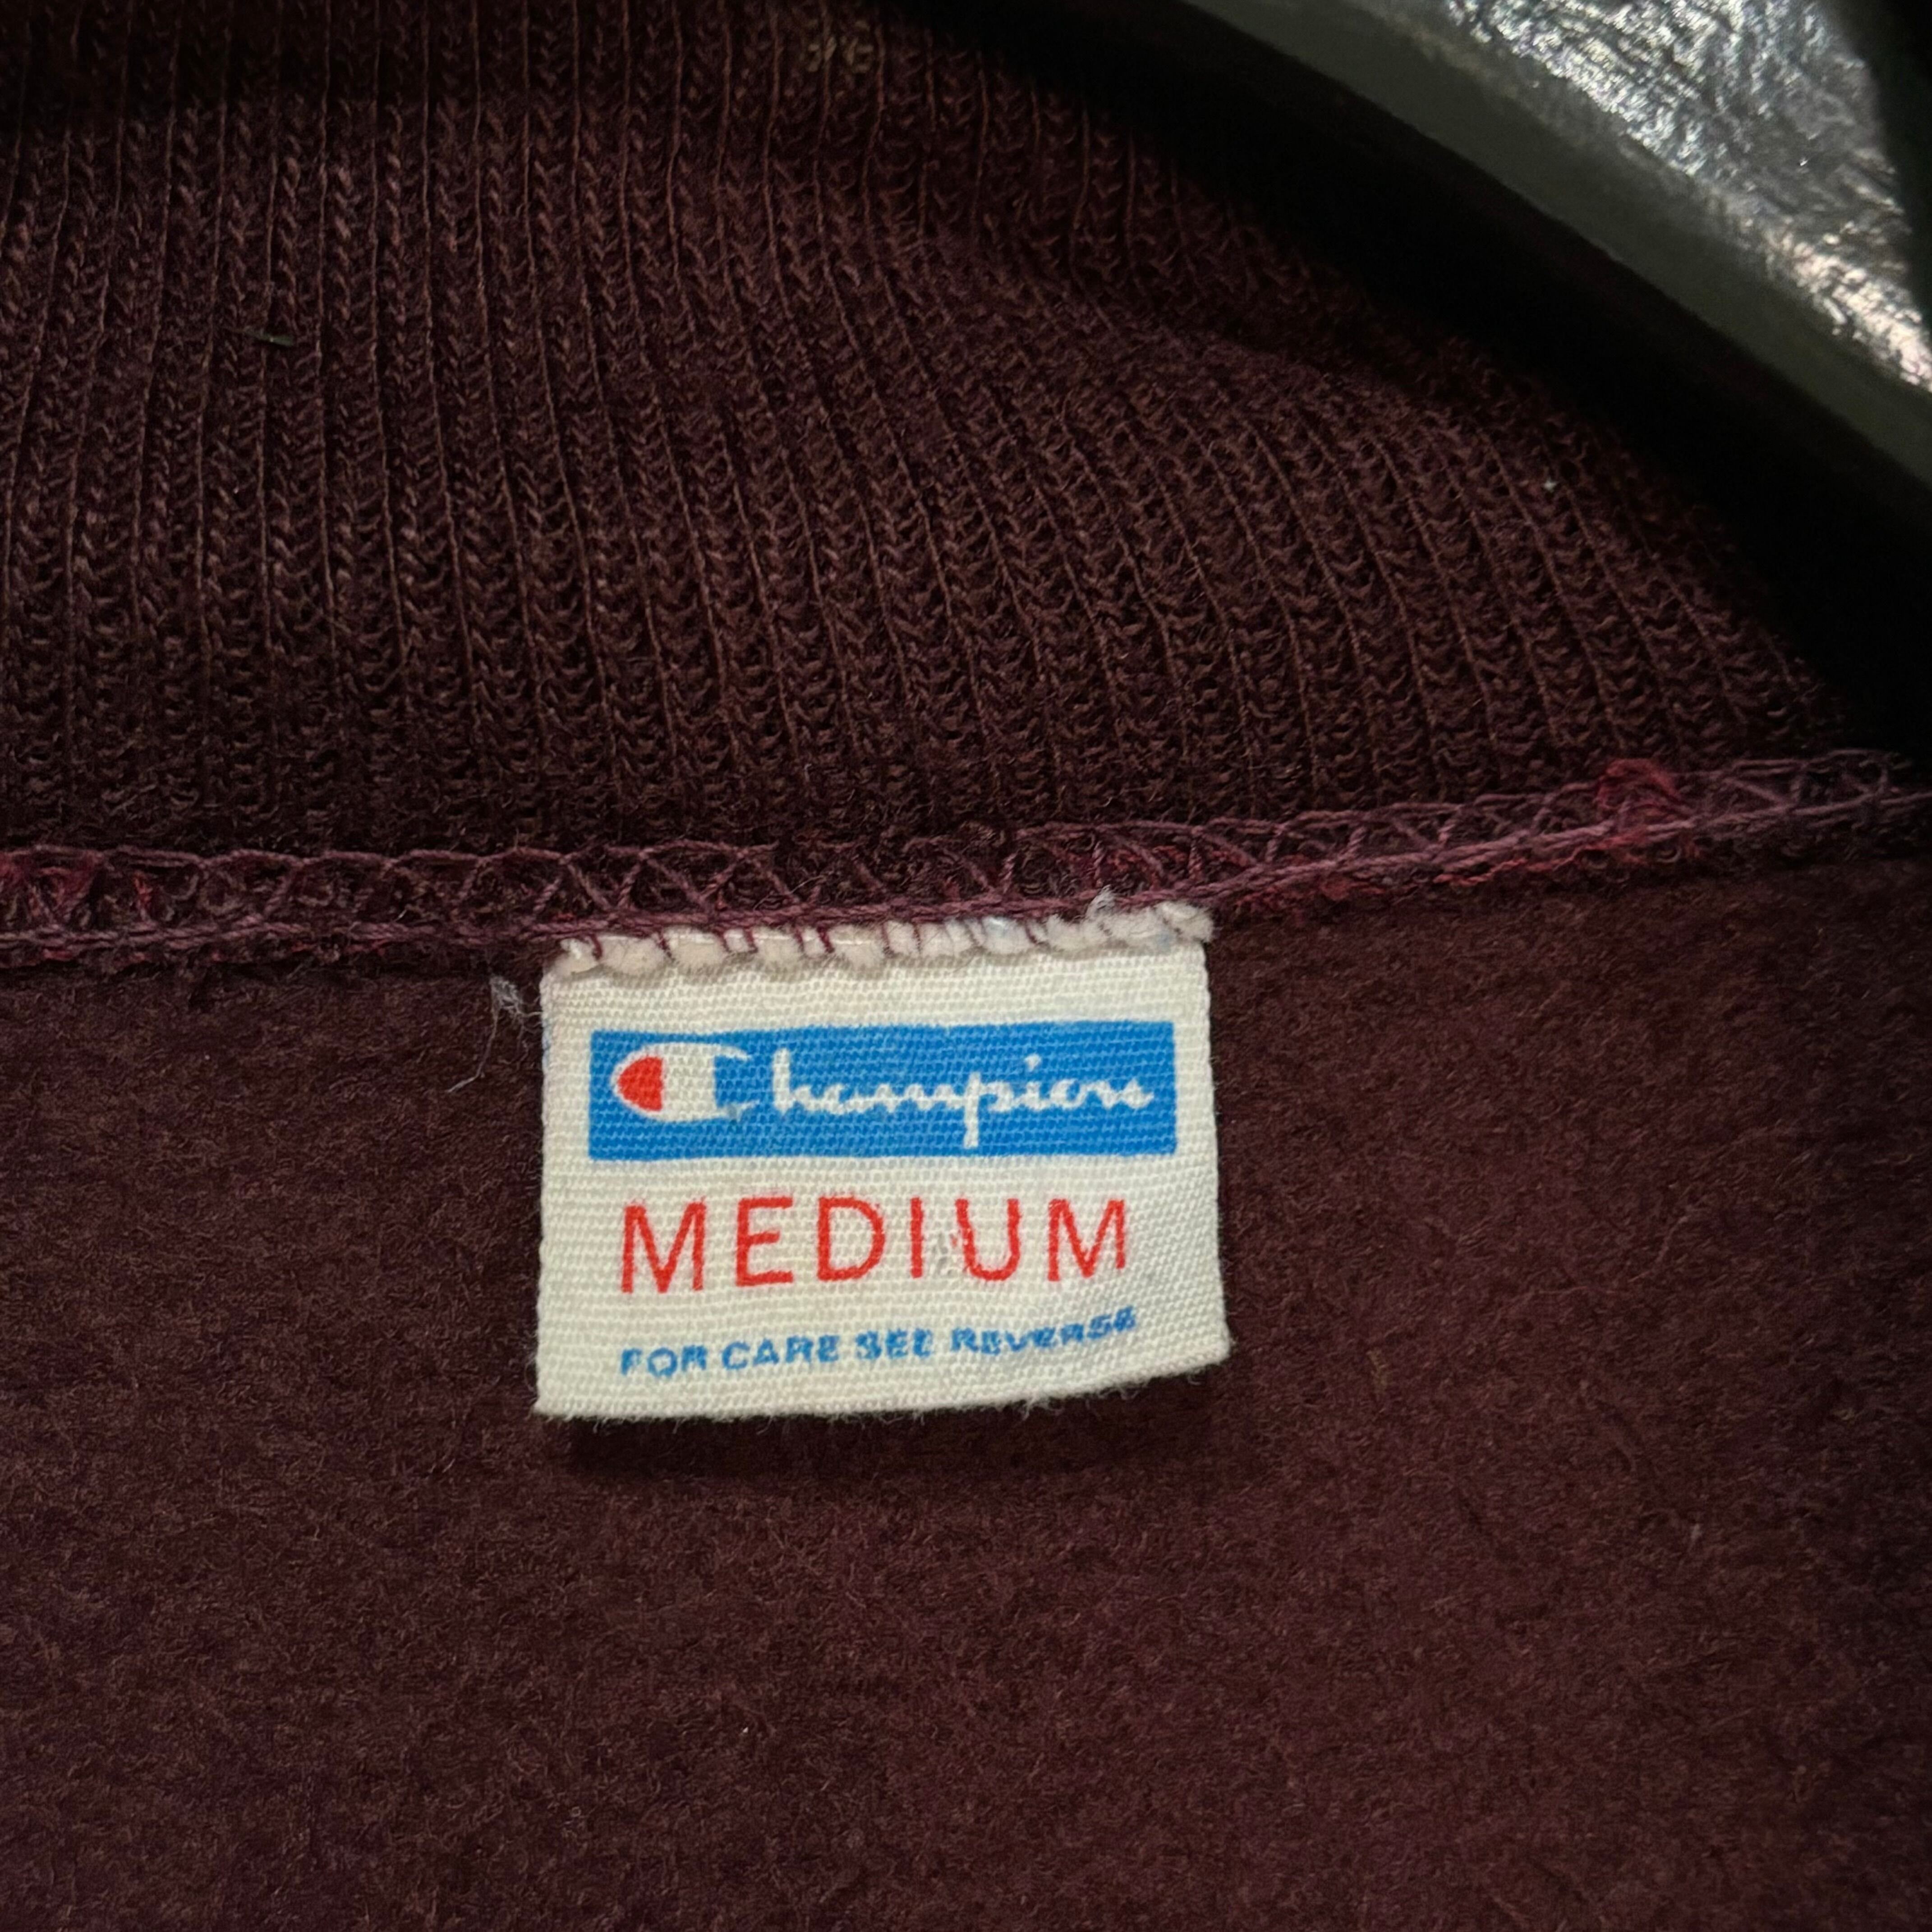 Champion
MEDIUM
FOR CARE SEE REVERSE